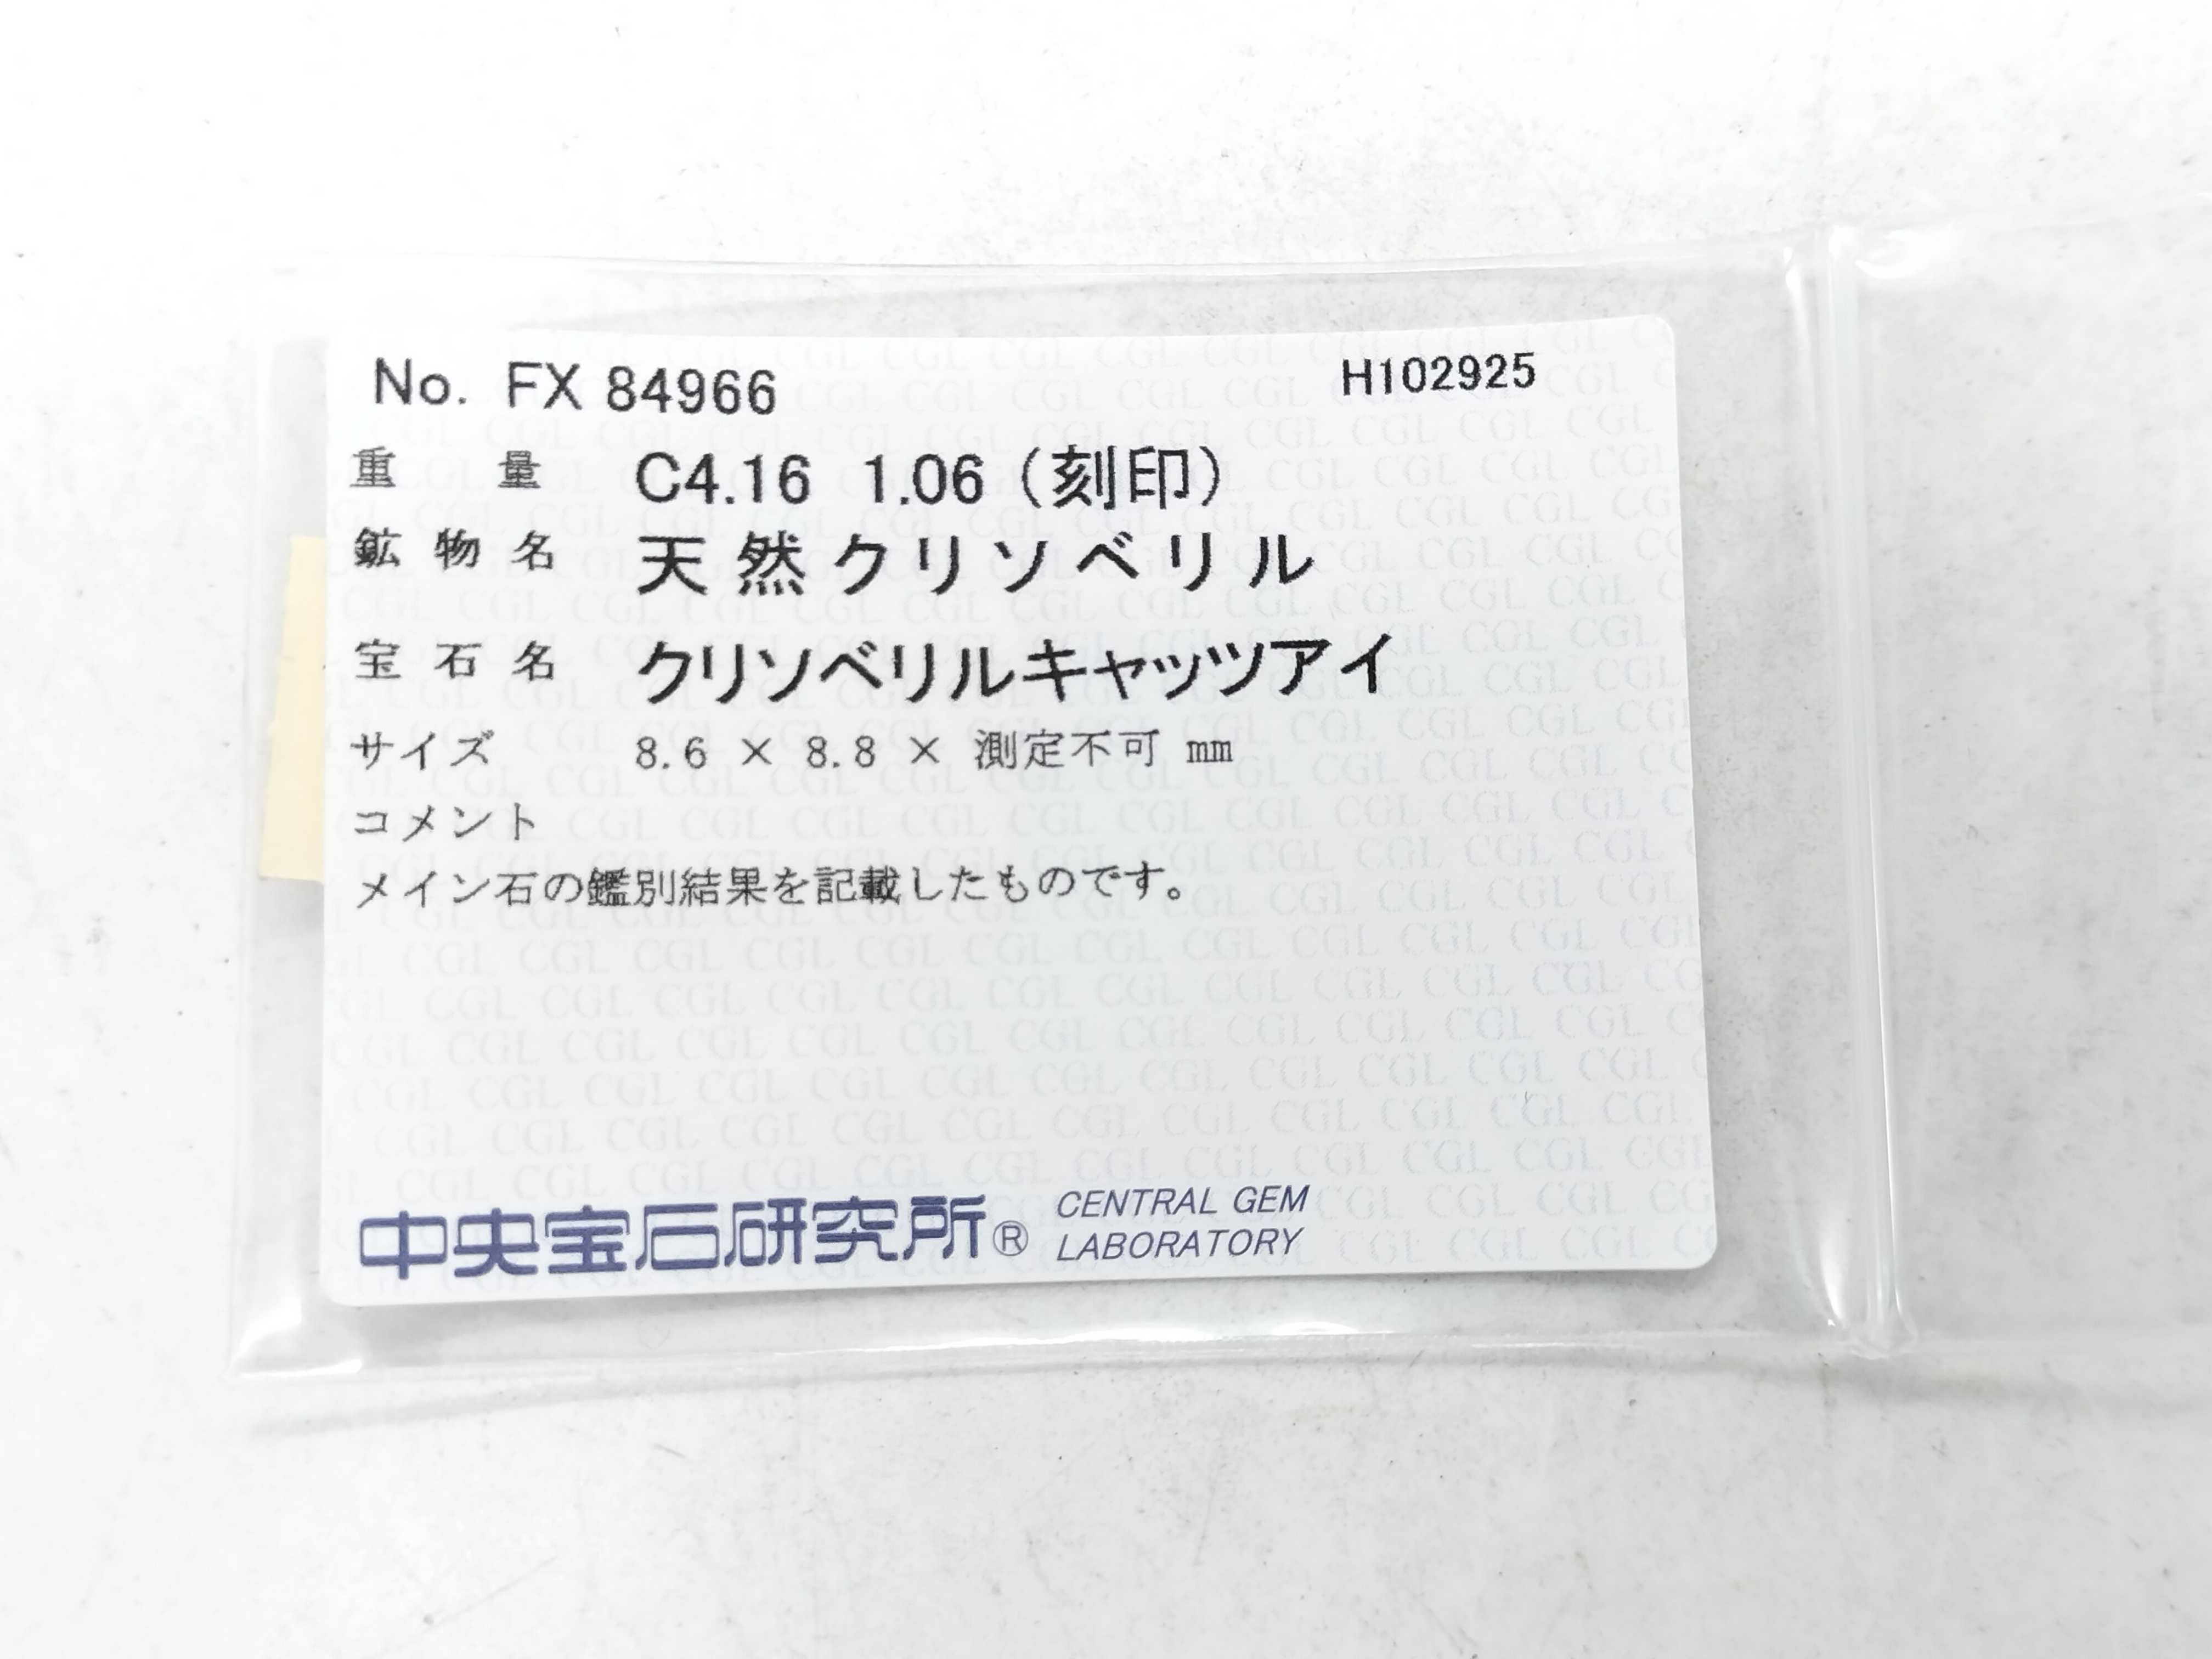 No. FX 84966 H102925
重量 C4.16 1.06（刻印）
鉱物名 天然クリソベリル
宝石名 クリソベリルキャッツアイ
サイズ 8.6 × 8.8 × 測定不可 ㎜
コメント
メイン石の鑑別結果を記載したものです。
中央宝石研究所® CENTRAL GEM
LABORATORY